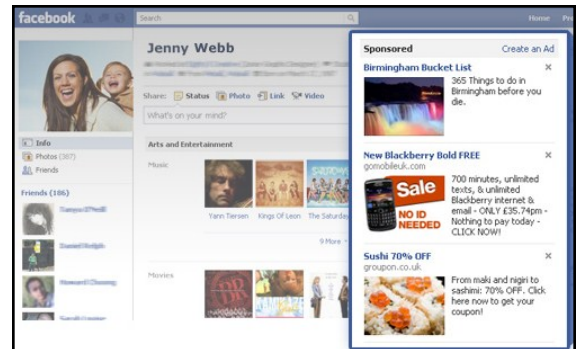 facebook
Search
Home
Pro
Jenny Webb
Share: Status Photo Link Video
What's on your mind?
Info
Photos (387)
Friends
Friends (186)
Arts and Entertainment
Music
Yann Tiersen Kings Of Leon The Saturday
9 More
Movies
Sponsored Create an Ad
Birmingham Bucket List
365 Things to do in
Birmingham before you
die.
New Blackberry Bold FREE
gomobileuk.com
Sale
NO ID
NEEDED
700 minutes, unlimited
texts, & unlimited
Blackberry internet &
email - ONLY £35.74pm -
Nothing to pay today -
CLICK NOW!
Sushi 70% OFF
groupon.co.uk
From maki and nigiri to
sashimi: 70% OFF. Click
here now to get your
coupon!